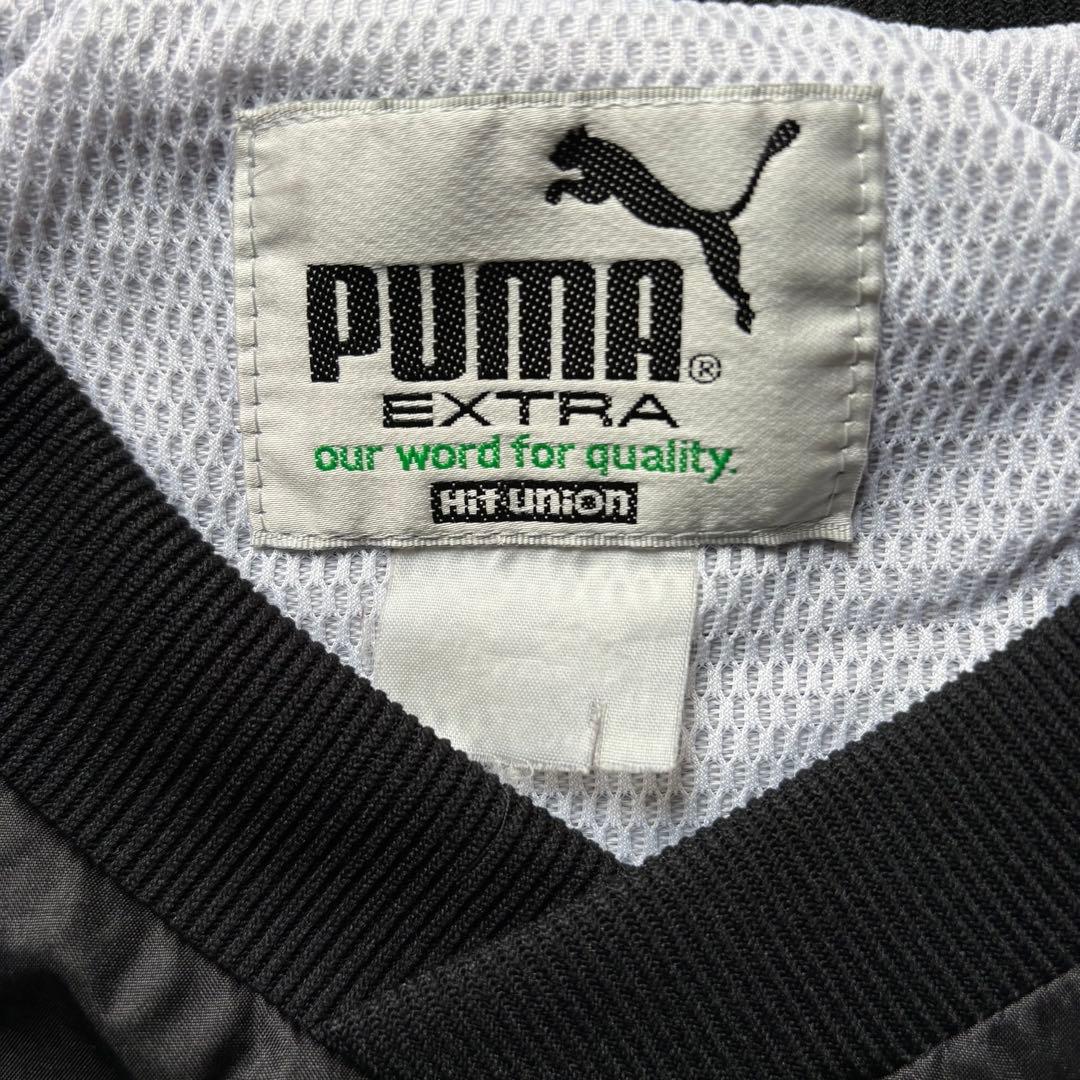 PUMA®
EXTRA
our word for quality.
Hit union